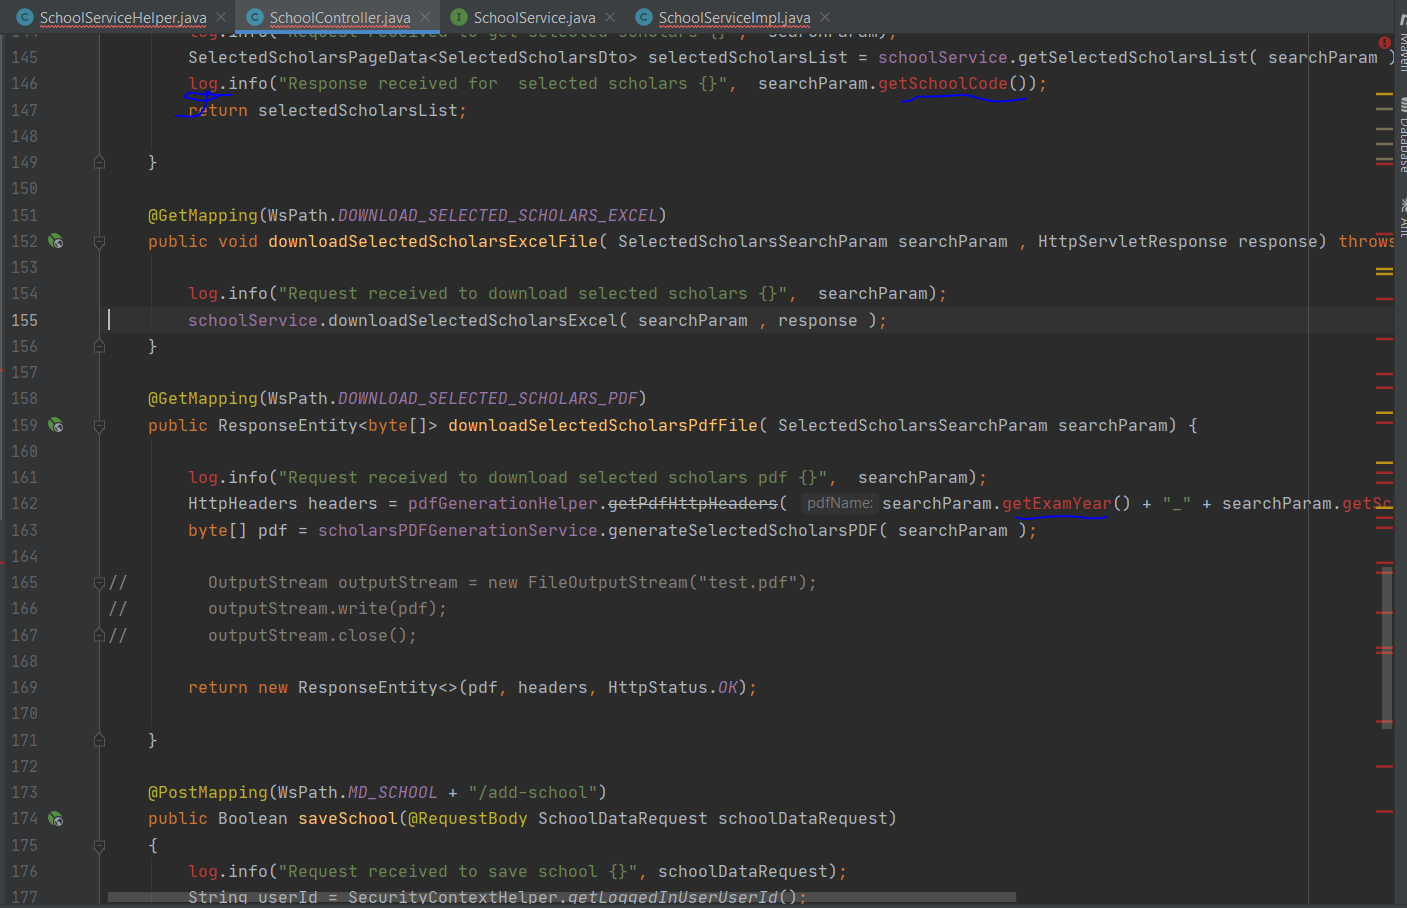 SchoolServiceHelper.java × SchoolController.java × SchoolService.java × SchoolServiceImpl.java ×
144 log.info("Request received to get selected scholars {}", searchParam);
145 SelectedScholarsPageData<SelectedScholarsDto> selectedScholarsList = schoolService.getSelectedScholarsList( searchParam )
146 log.info("Response received for  selected scholars {}",  searchParam.getSchoolCode());
147 return selectedScholarsList;
148
149 }
150
151 @GetMapping(WsPath.DOWNLOAD_SELECTED_SCHOLARS_EXCEL)
152 public void downloadSelectedScholarsExcelFile( SelectedScholarsSearchParam searchParam , HttpServletResponse response) throws
153
154 log.info("Request received to download selected scholars {}",  searchParam);
155 schoolService.downloadSelectedScholarsExcel( searchParam , response );
156 }
157
158 @GetMapping(WsPath.DOWNLOAD_SELECTED_SCHOLARS_PDF)
159 public ResponseEntity<byte[]> downloadSelectedScholarsPdfFile( SelectedScholarsSearchParam searchParam) {
160
161 log.info("Request received to download selected scholars pdf {}",  searchParam);
162 HttpHeaders headers = pdfGenerationHelper.getPdfHttpHeaders( pdfName: searchParam.getExamYear() + "_" + searchParam.getSc
163 byte[] pdf = scholarsPDFGenerationService.generateSelectedScholarsPDF( searchParam );
164
165 // OutputStream outputStream = new FileOutputStream("test.pdf");
166 // outputStream.write(pdf);
167 // outputStream.close();
168
169 return new ResponseEntity<>(pdf, headers, HttpStatus.OK);
170
171 }
172
173 @PostMapping(WsPath.MD_SCHOOL + "/add-school")
174 public Boolean saveSchool(@RequestBody SchoolDataRequest schoolDataRequest)
175 {
176 log.info("Request received to save school {}", schoolDataRequest);
177 String userId = SecurityContextHelper.getLoggedInUserUserId();
Maven
Database
Ant